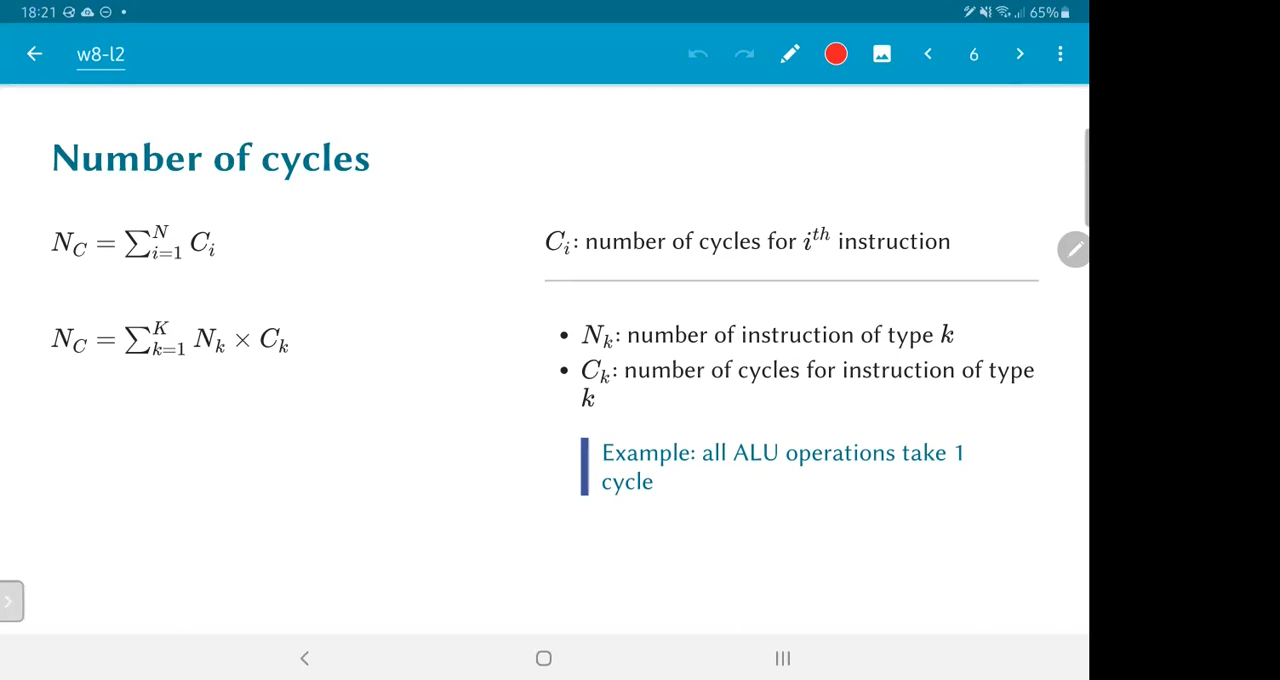 18:21
65%
w8-l2
6
Number of cycles
N_C = ∑_{i=1}^{N} C_i
C_i: number of cycles for i^{th} instruction
N_C = ∑_{k=1}^{K} N_k × C_k
• N_k: number of instruction of type k
• C_k: number of cycles for instruction of type
k
Example: all ALU operations take 1
cycle